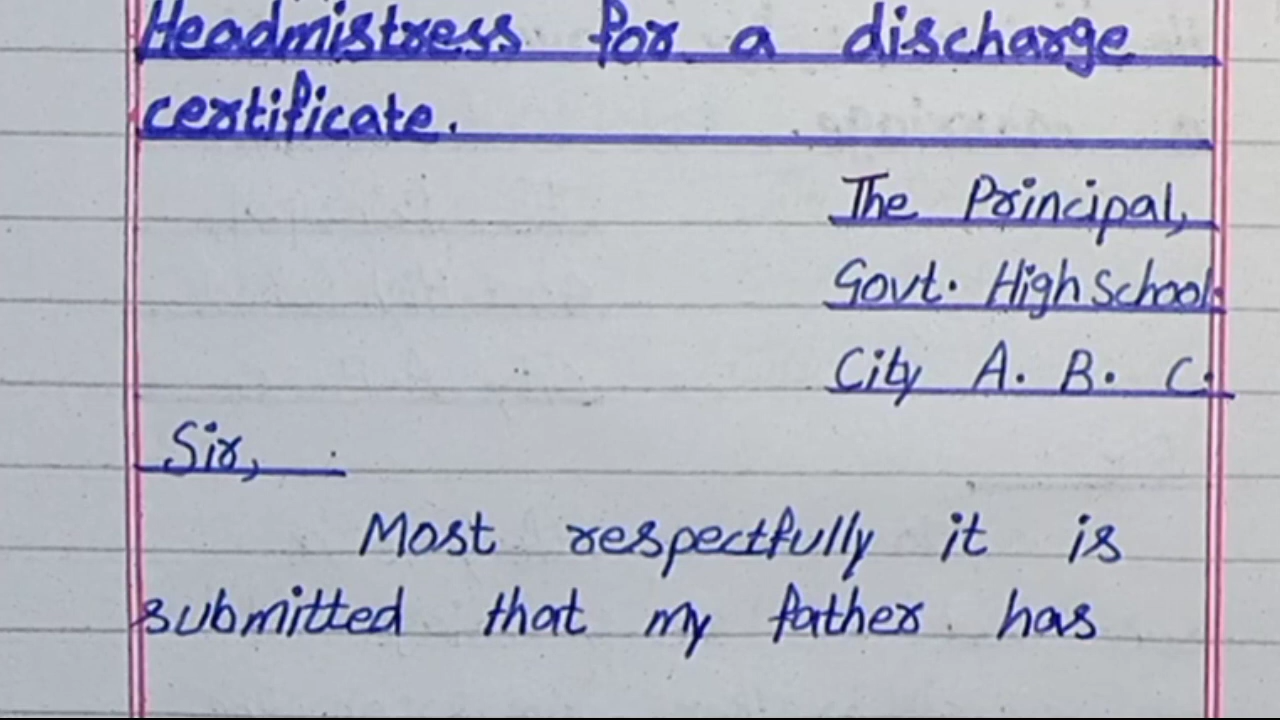 Headmistress for a discharge
certificate.
The Principal,
Govt. High School.
City A. B. C.
Sir,
Most respectfully it is
submitted that my father has